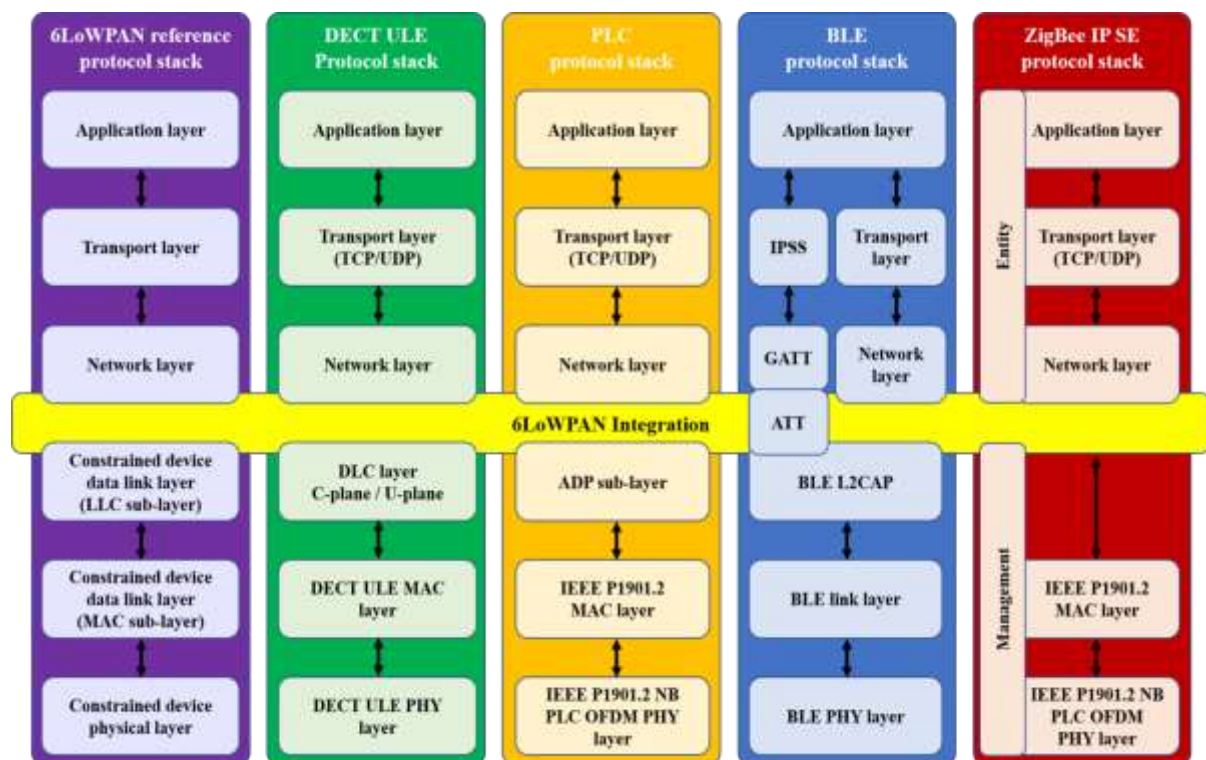 6LoWPAN reference
protocol stack
Application layer
Transport layer
Network layer
Constrained device
data link layer
(LLC sub-layer)
Constrained device
data link layer
(MAC sub-layer)
Constrained device
physical layer
DECT ULE
Protocol stack
Application layer
Transport layer
(TCP/UDP)
Network layer
DLC layer
C-plane / U-plane
DECT ULE MAC
layer
DECT ULE PHY
layer
PLC
protocol stack
Application layer
Transport layer
(TCP/UDP)
Network layer
6LoWPAN Integration
ADP sub-layer
IEEE P1901.2
MAC layer
IEEE P1901.2 NB
PLC OFDM PHY
layer
BLE
protocol stack
Application layer
IPSS
Transport
layer
GATT
Network
layer
ATT
BLE L2CAP
BLE link layer
BLE PHY layer
ZigBee IP SE
protocol stack
Entity
Management
Application layer
Transport layer
(TCP/UDP)
Network layer
IEEE P1901.2
MAC layer
IEEE P1901.2 NB
PLC OFDM
PHY layer